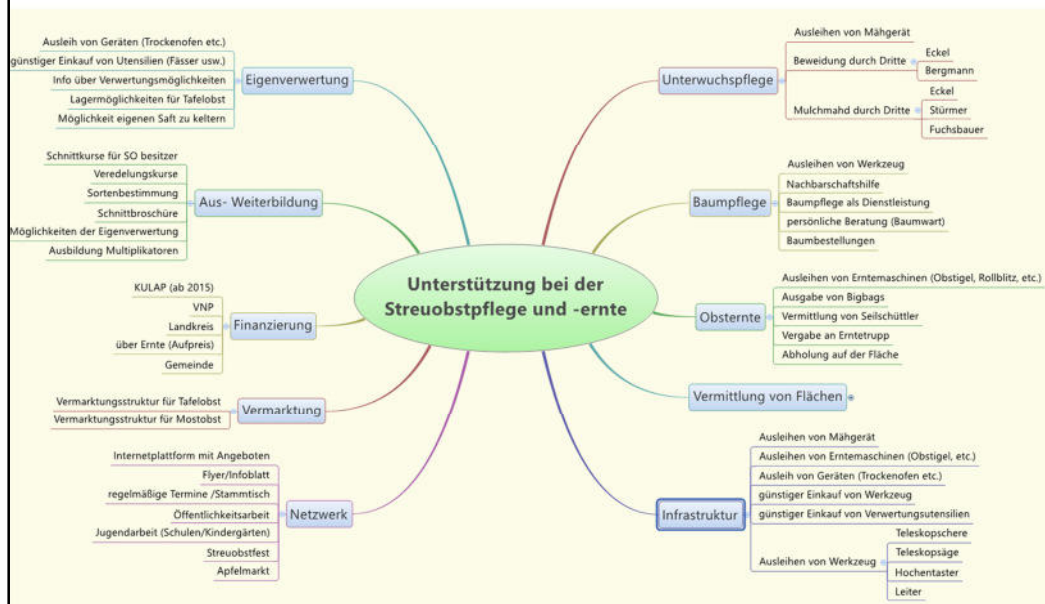 Unterstützung bei der
Streuobstpflege und -ernte
Eigenverwertung
Ausleih von Geräten (Trockenofen etc.)
günstiger Einkauf von Utensilien (Fässer usw.)
Info über Verwertungsmöglichkeiten
Lagermöglichkeiten für Tafelobst
Möglichkeit eigenen Saft zu keltern
Aus- Weiterbildung
Schnittkurse für SO besitzer
Veredelungskurse
Sortenbestimmung
Schnittbroschüre
Möglichkeiten der Eigenverwertung
Ausbildung Multiplikatoren
Finanzierung
KULAP (ab 2015)
VNP
Landkreis
über Ernte (Aufpreis)
Gemeinde
Vermarktung
Vermarktungsstruktur für Tafelobst
Vermarktungsstruktur für Mostobst
Netzwerk
Internetplattform mit Angeboten
Flyer/Infoblatt
regelmäßige Termine /Stammtisch
Öffentlichkeitsarbeit
Jugendarbeit (Schulen/Kindergärten)
Streuobstfest
Apfelmarkt
Unterwuchspflege
Ausleihen von Mähgerät
Beweidung durch Dritte
Eckel
Bergmann
Mulchmahd durch Dritte
Eckel
Stürmer
Fuchsbauer
Baumpflege
Ausleihen von Werkzeug
Nachbarschaftshilfe
Baumpflege als Dienstleistung
persönliche Beratung (Baumwart)
Baumbestellungen
Obsternte
Ausleihen von Erntemaschinen (Obstigel, Rollblitz, etc.)
Ausgabe von Bigbags
Vermittlung von Seilschüttler
Vergabe an Erntetrupp
Abholung auf der Fläche
Vermittlung von Flächen
Infrastruktur
Ausleihen von Mähgerät
Ausleihen von Erntemaschinen (Obstigel, etc.)
Ausleih von Geräten (Trockenofen etc.)
günstiger Einkauf von Werkzeug
günstiger Einkauf von Verwertungsutensilien
Ausleihen von Werkzeug
Teleskopschere
Teleskopsäge
Hochentaster
Leiter